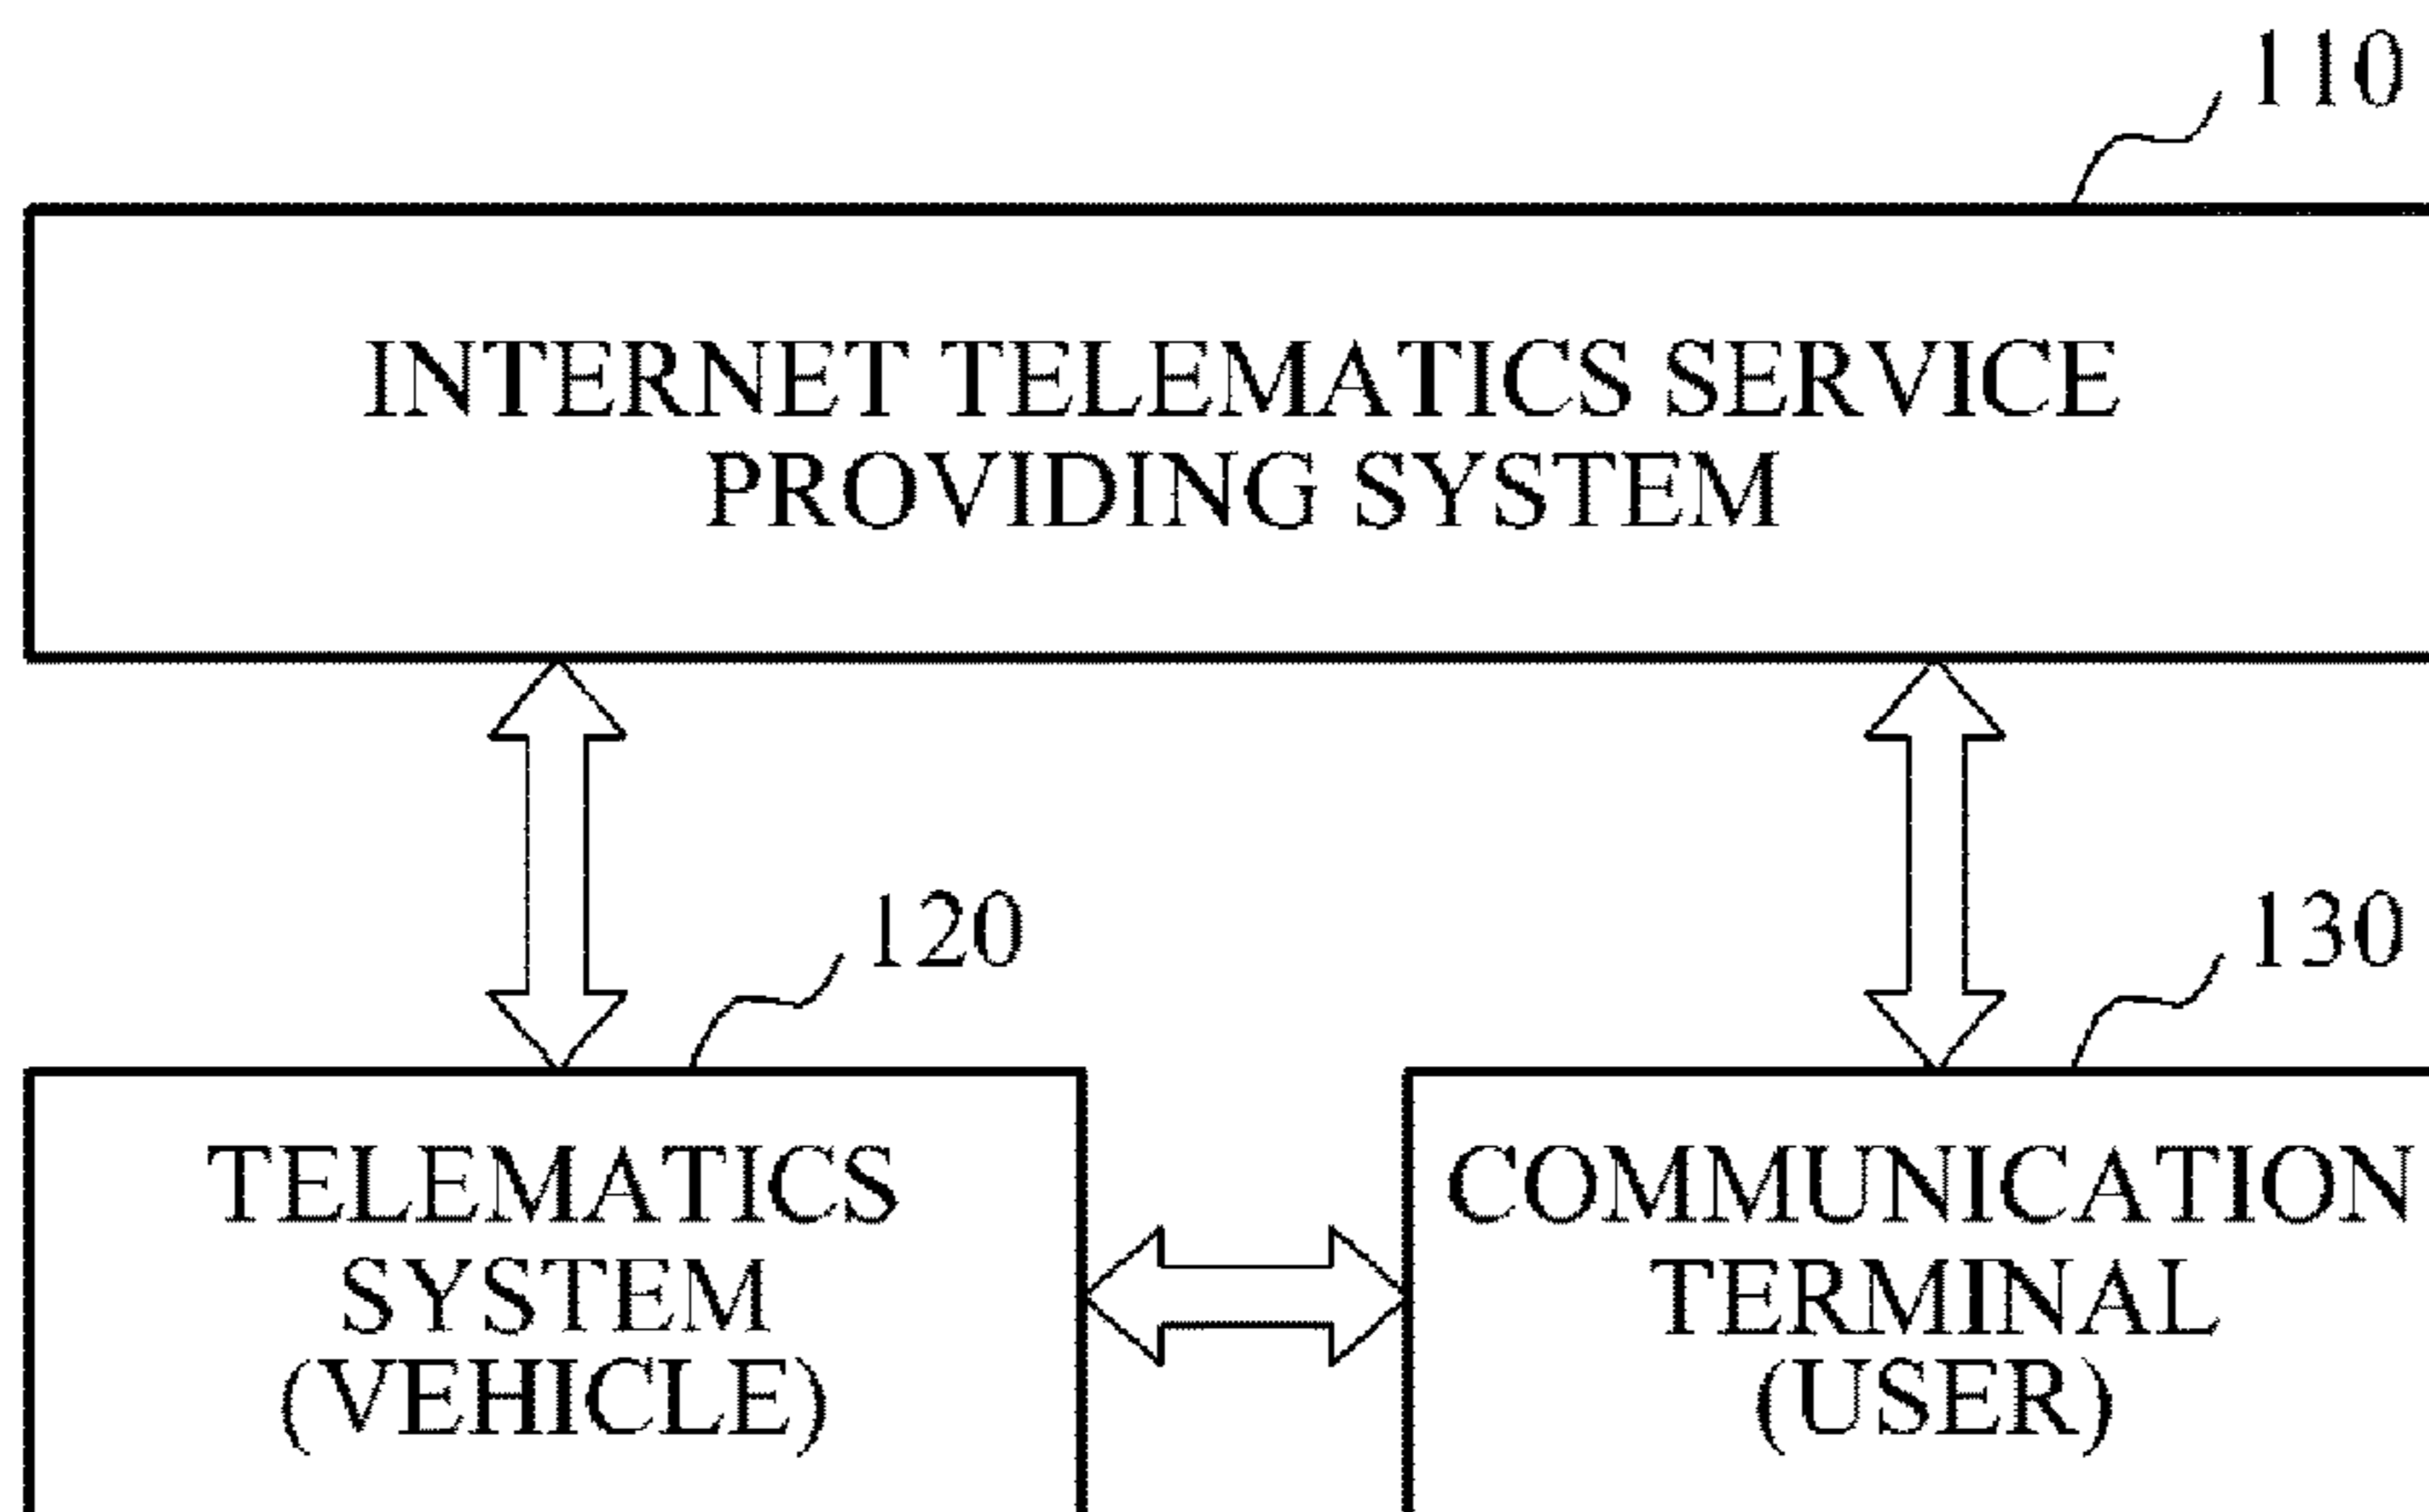 110
INTERNET TELEMATICS SERVICE
PROVIDING SYSTEM
120
130
TELEMATICS
SYSTEM
(VEHICLE)
COMMUNICATION
TERMINAL
(USER)